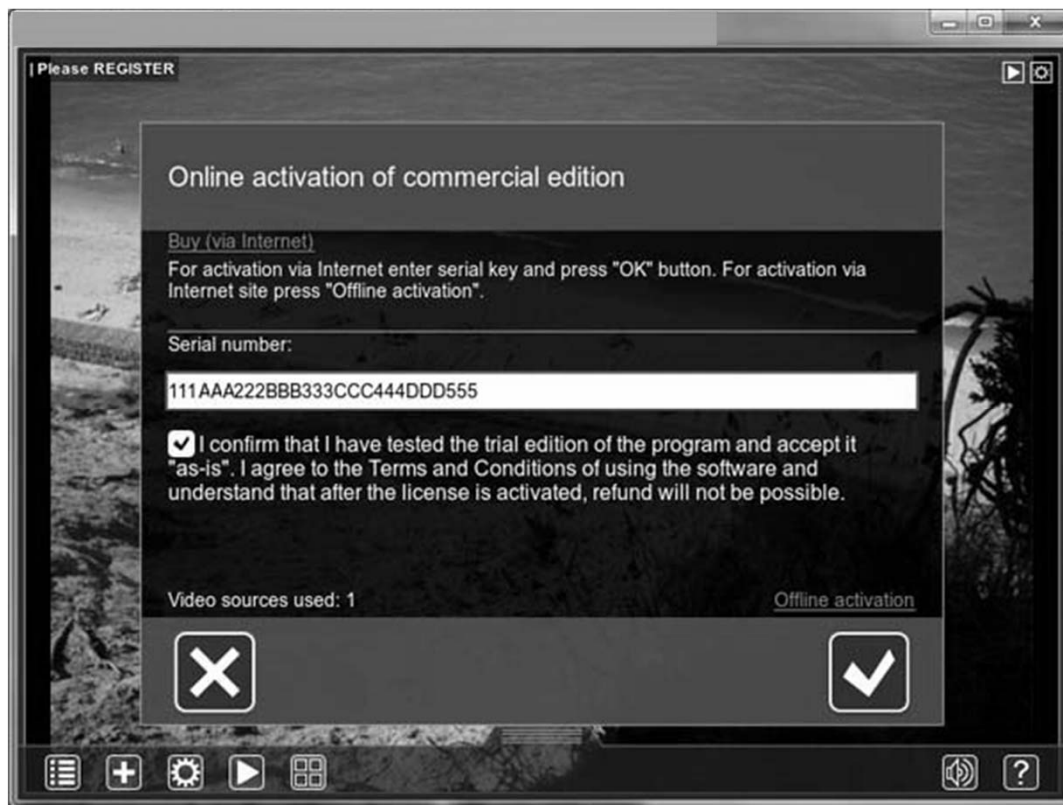 | Please REGISTER
Online activation of commercial edition
Buy (via Internet)
For activation via Internet enter serial key and press "OK" button. For activation via
Internet site press "Offline activation".
Serial number:
111AAA222BBB333CCC444DDD555
I confirm that I have tested the trial edition of the program and accept it
"as-is". I agree to the Terms and Conditions of using the software and
understand that after the license is activated, refund will not be possible.
Video sources used: 1
Offline activation